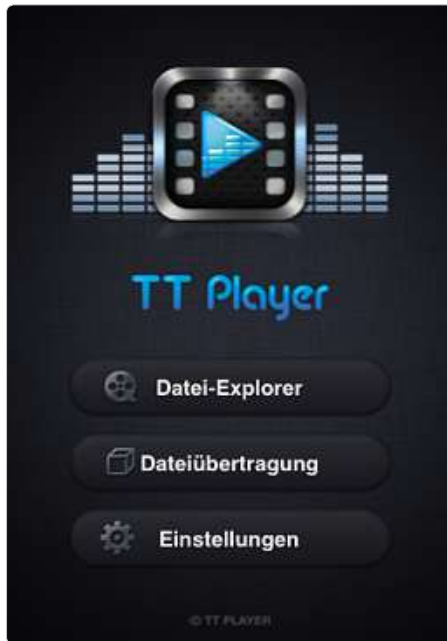 TT Player
Datei-Explorer
Dateiübertragung
Einstellungen
© TT PLAYER